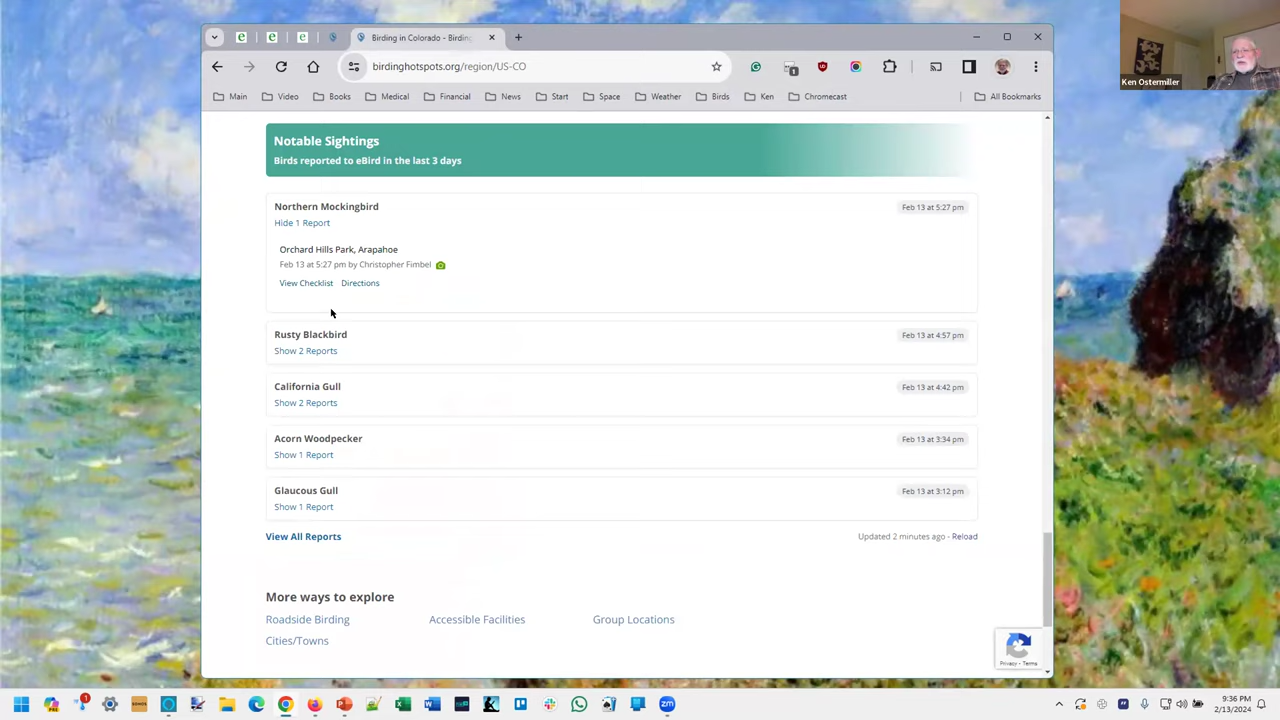 Birding in Colorado - Birding
birdinghotspots.org/region/US-CO
1
Main Video Books Medical Financial News Start Space Weather Birds Ken Chromecast All Bookmarks
Ken Ostermiller
Notable Sightings
Birds reported to eBird in the last 3 days
Northern Mockingbird Feb 13 at 5:27 pm
Hide 1 Report
Orchard Hills Park, Arapahoe
Feb 13 at 5:27 pm by Christopher Fimbel
View Checklist Directions
Rusty Blackbird Feb 13 at 4:57 pm
Show 2 Reports
California Gull Feb 13 at 4:42 pm
Show 2 Reports
Acorn Woodpecker Feb 13 at 3:34 pm
Show 1 Report
Glaucous Gull Feb 13 at 3:12 pm
Show 1 Report
View All Reports Updated 2 minutes ago - Reload
More ways to explore
Roadside Birding Accessible Facilities Group Locations
Cities/Towns
Privacy - Terms
1
SONOS
zm
9:36 PM
2/13/2024